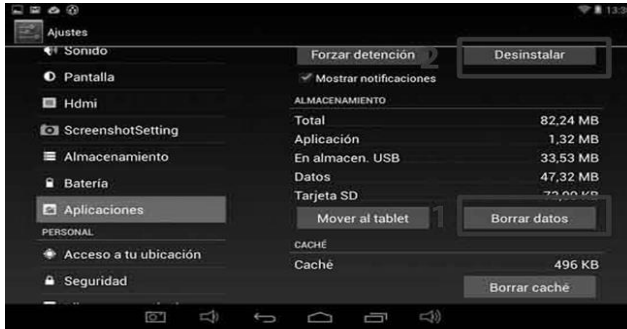 13:3
Ajustes
Sonido
Pantalla
Hdmi
ScreenshotSetting
Almacenamiento
Batería
Aplicaciones
PERSONAL
Acceso a tu ubicación
Seguridad
Forzar detención
2
Desinstalar
Mostrar notificaciones
ALMACENAMIENTO
Total 82,24 MB
Aplicación 1,32 MB
En almacen. USB 33,53 MB
Datos 47,32 MB
Tarjeta SD
Mover al tablet
1
Borrar datos
CACHÉ
Caché 496 KB
Borrar caché